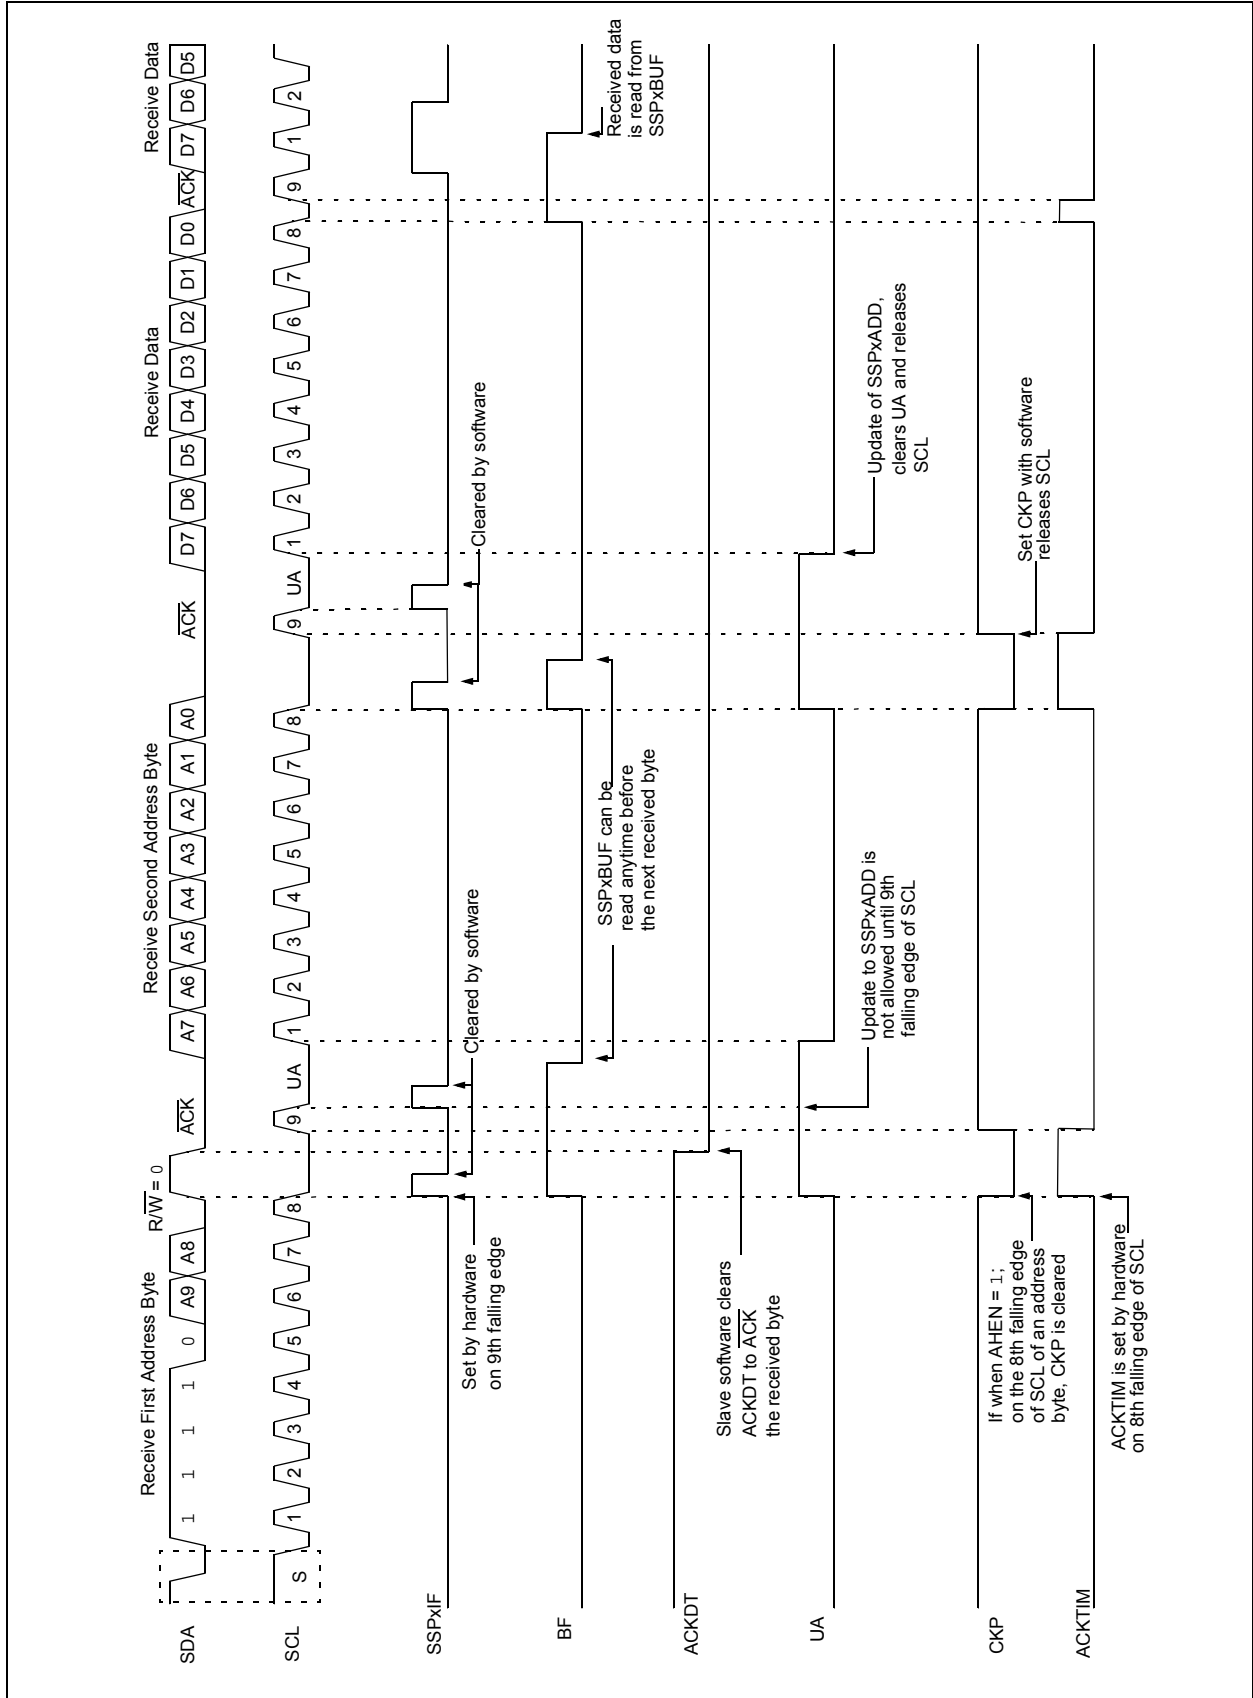 Receive First Address Byte
R/W = 0
Receive Second Address Byte
Receive Data
Receive Data
SDA
1 1 1 1 0 A9 A8
ACK
A7 A6 A5 A4 A3 A2 A1 A0
ACK
D7 D6 D5 D4 D3 D2 D1 D0
ACK
D7 D6 D5
SCL
S
1 2 3 4 5 6 7 8 9 UA
1 2 3 4 5 6 7 8 9 UA
1 2 3 4 5 6 7 8 9
1 2
SSPxIF
Set by hardware
on 9th falling edge
Cleared by software
Cleared by software
BF
SSPxBUF can be
read anytime before
the next received byte
Received data
is read from
SSPxBUF
ACKDT
Slave software clears
ACKDT to ACK
the received byte
UA
Update to SSPxADD is
not allowed until 9th
falling edge of SCL
Update of SSPxADD,
clears UA and releases
SCL
CKP
If when AHEN = 1;
on the 8th falling edge
of SCL of an address
byte, CKP is cleared
Set CKP with software
releases SCL
ACKTIM
ACKTIM is set by hardware
on 8th falling edge of SCL